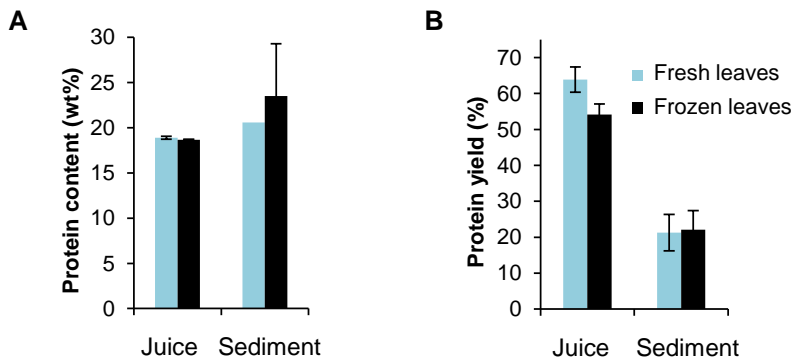 A
Protein content (wt%)
30
25
20
15
10
5
0
Juice Sediment
B
Protein yield (%)
70
60
50
40
30
20
10
0
Juice Sediment
Fresh leaves
Frozen leaves